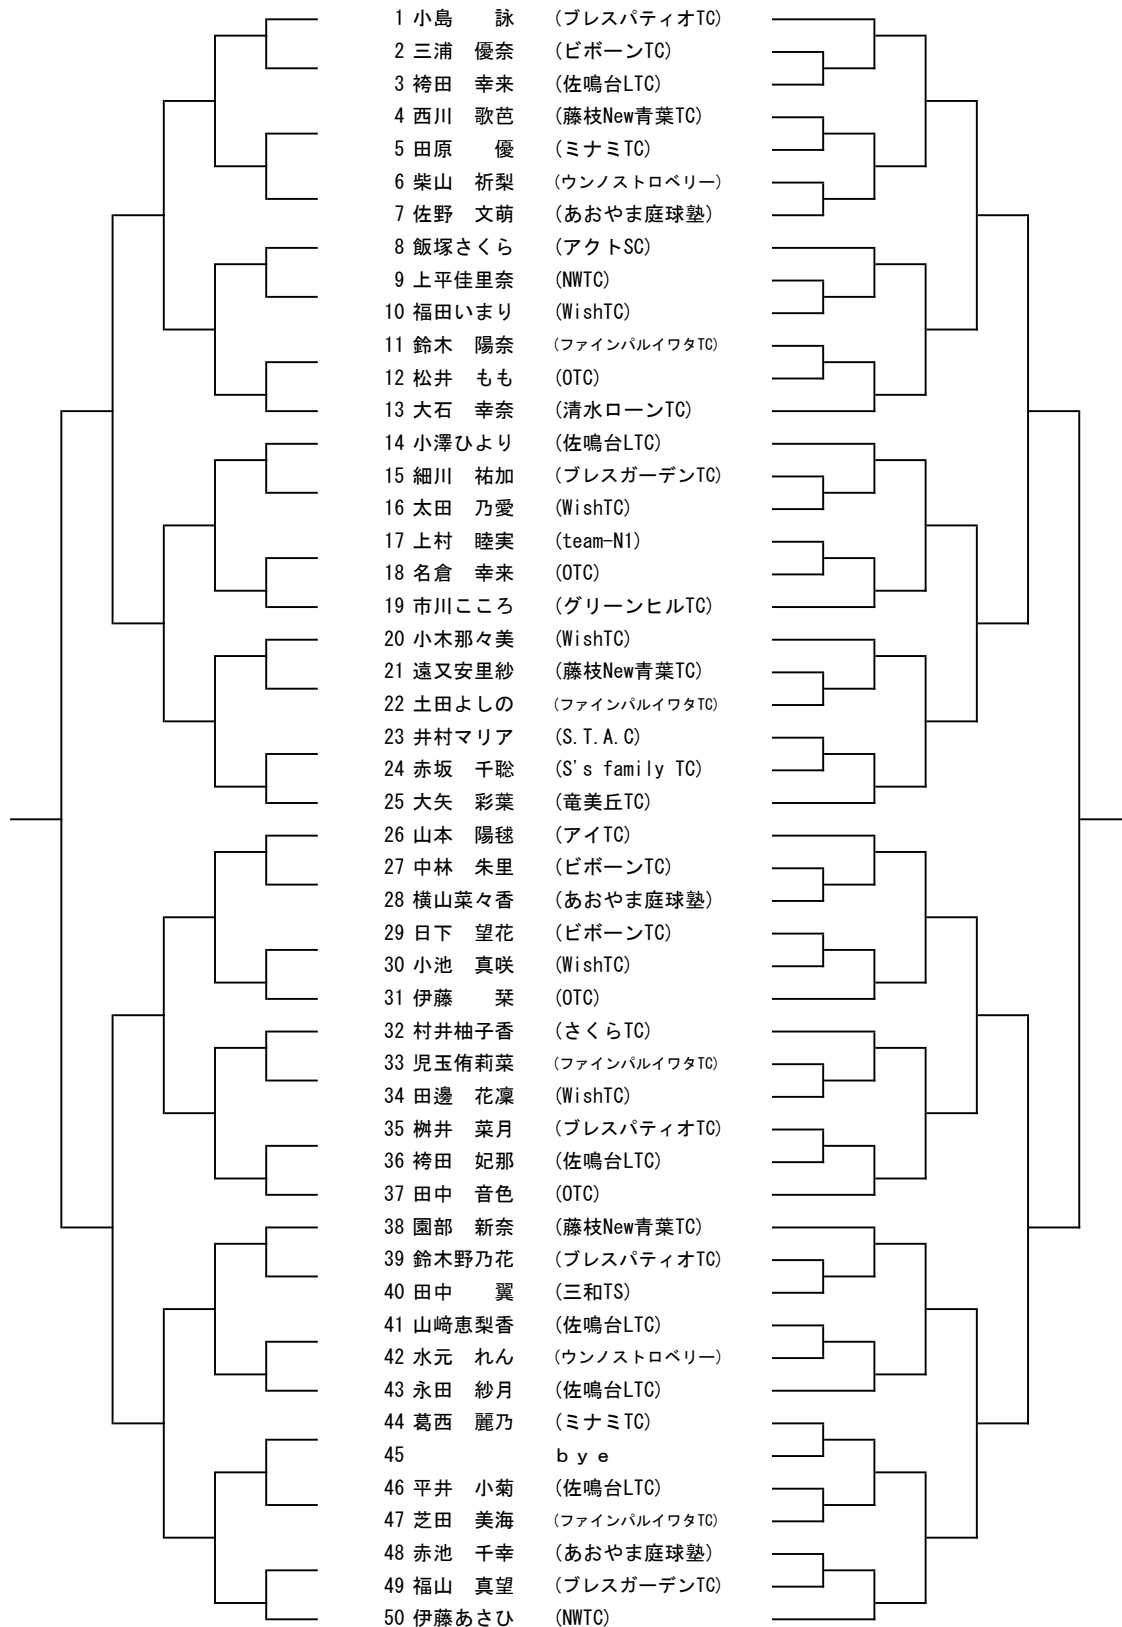 1 小島　　詠 (ブレスパティオTC)
2 三浦　優奈 (ビボーンTC)
3 袴田　幸来 (佐鳴台LTC)
4 西川　歌芭 (藤枝New青葉TC)
5 田原　　優 (ミナミTC)
6 柴山　祈梨 (ウンノストロベリー)
7 佐野　文萌 (あおやま庭球塾)
8 飯塚さくら (アクトSC)
9 上平佳里奈 (NWTC)
10 福田いまり (WishTC)
11 鈴木　陽奈 (ファインパルイワタTC)
12 松井　もも (OTC)
13 大石　幸奈 (清水ローンTC)
14 小澤ひより (佐鳴台LTC)
15 細川　祐加 (ブレスガーデンTC)
16 太田　乃愛 (WishTC)
17 上村　睦実 (team-N1)
18 名倉　幸来 (OTC)
19 市川こころ (グリーンヒルTC)
20 小木那々美 (WishTC)
21 遠又安里紗 (藤枝New青葉TC)
22 土田よしの (ファインパルイワタTC)
23 井村マリア (S.T.A.C)
24 赤坂　千聡 (S's family TC)
25 大矢　彩葉 (竜美丘TC)
26 山本　陽毬 (アイTC)
27 中林　朱里 (ビボーンTC)
28 横山菜々香 (あおやま庭球塾)
29 日下　望花 (ビボーンTC)
30 小池　真咲 (WishTC)
31 伊藤　　栞 (OTC)
32 村井柚子香 (さくらTC)
33 児玉侑莉菜 (ファインパルイワタTC)
34 田邊　花凜 (WishTC)
35 桝井　菜月 (ブレスパティオTC)
36 袴田　妃那 (佐鳴台LTC)
37 田中　音色 (OTC)
38 園部　新奈 (藤枝New青葉TC)
39 鈴木野乃花 (ブレスパティオTC)
40 田中　　翼 (三和TS)
41 山﨑恵梨香 (佐鳴台LTC)
42 水元　れん (ウンノストロベリー)
43 永田　紗月 (佐鳴台LTC)
44 葛西　麗乃 (ミナミTC)
45 ｂｙｅ
46 平井　小菊 (佐鳴台LTC)
47 芝田　美海 (ファインパルイワタTC)
48 赤池　千幸 (あおやま庭球塾)
49 福山　真望 (ブレスガーデンTC)
50 伊藤あさひ (NWTC)